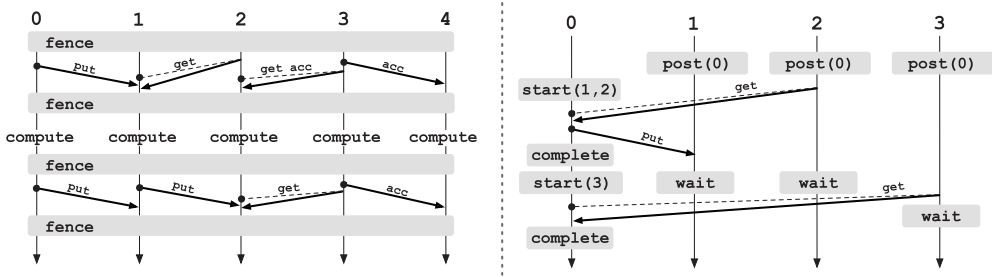 0 1 2 3 4
fence
put get get acc acc
fence
compute compute compute compute compute
fence
put put get acc
fence
0 1 2 3
post(0) post(0) post(0)
start(1,2) get
put
complete
start(3) wait wait get
wait
complete